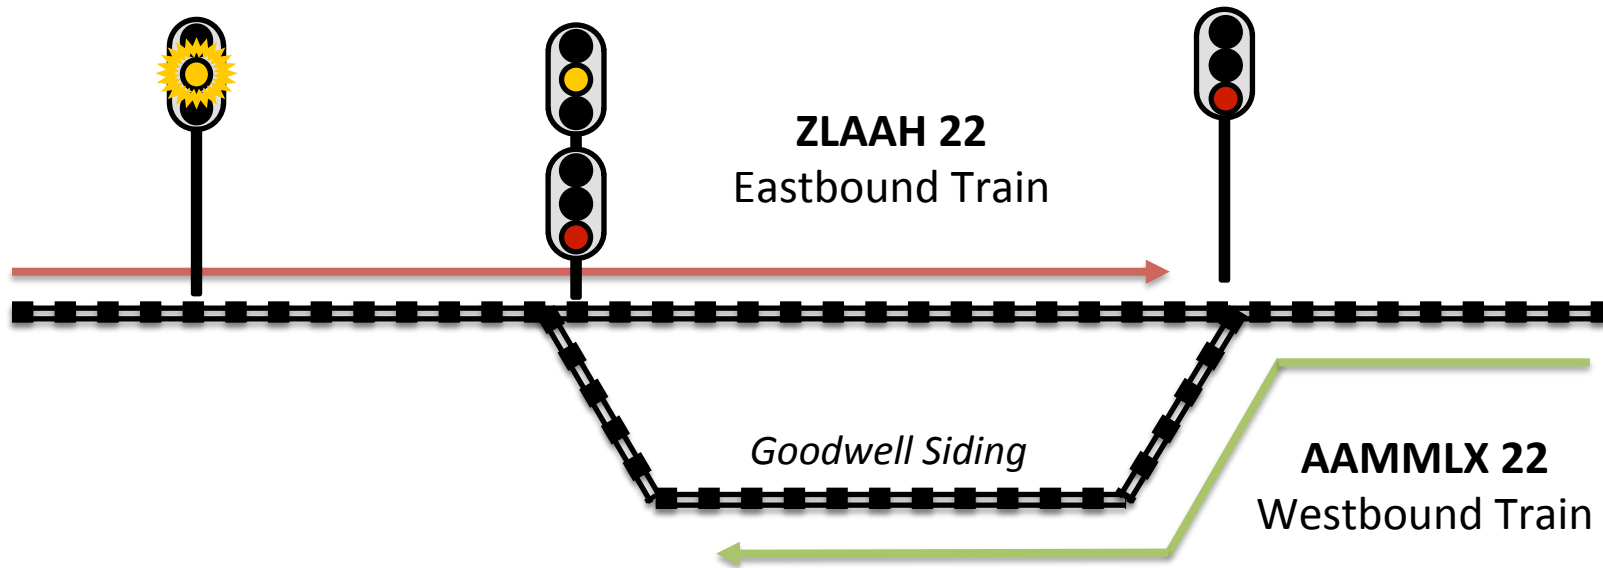 ZLAAH 22
Eastbound Train
Goodwell Siding
AAMMLX 22
Westbound Train